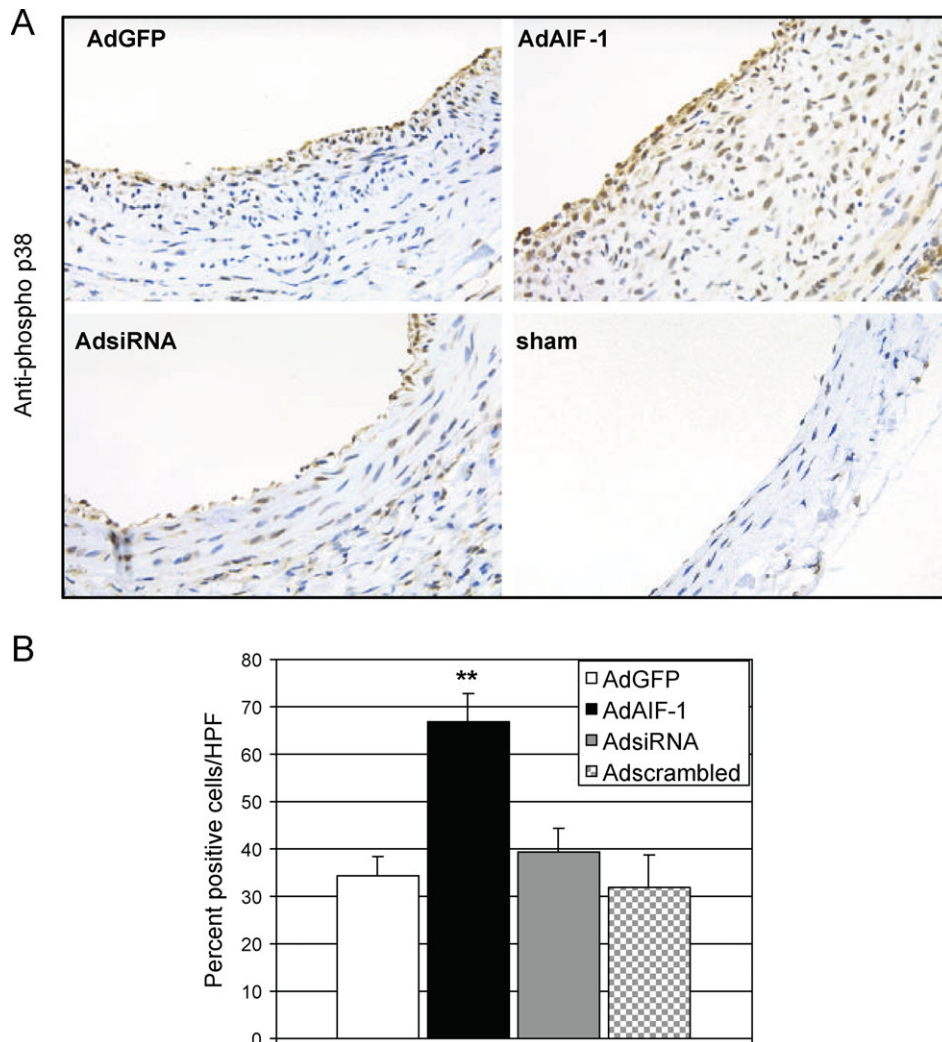 A
AdGFP
AdAIF-1
Anti-phospho p38
AdsiRNA
sham
B
80
70
60
50
40
30
20
10
0
Percent positive cells/HPF
**
AdGFP
AdAIF-1
AdsiRNA
Adscrambled